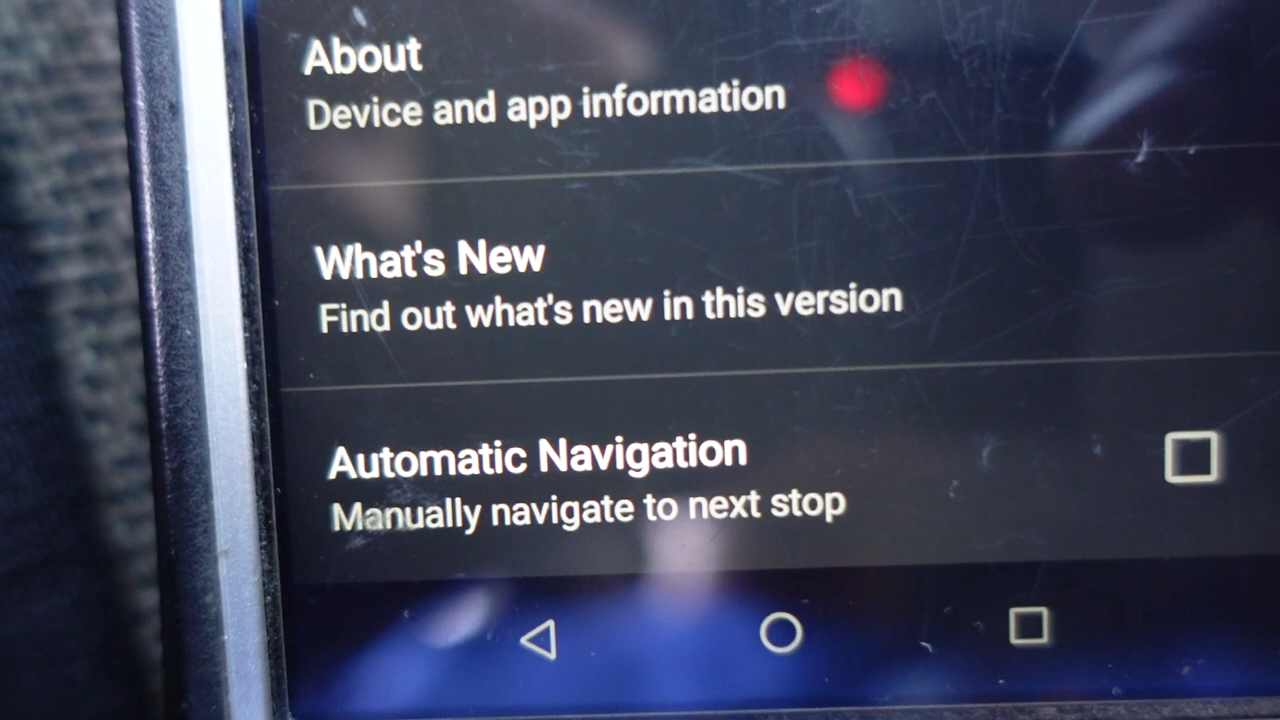 About
Device and app information
What's New
Find out what's new in this version
Automatic Navigation
Manually navigate to next stop